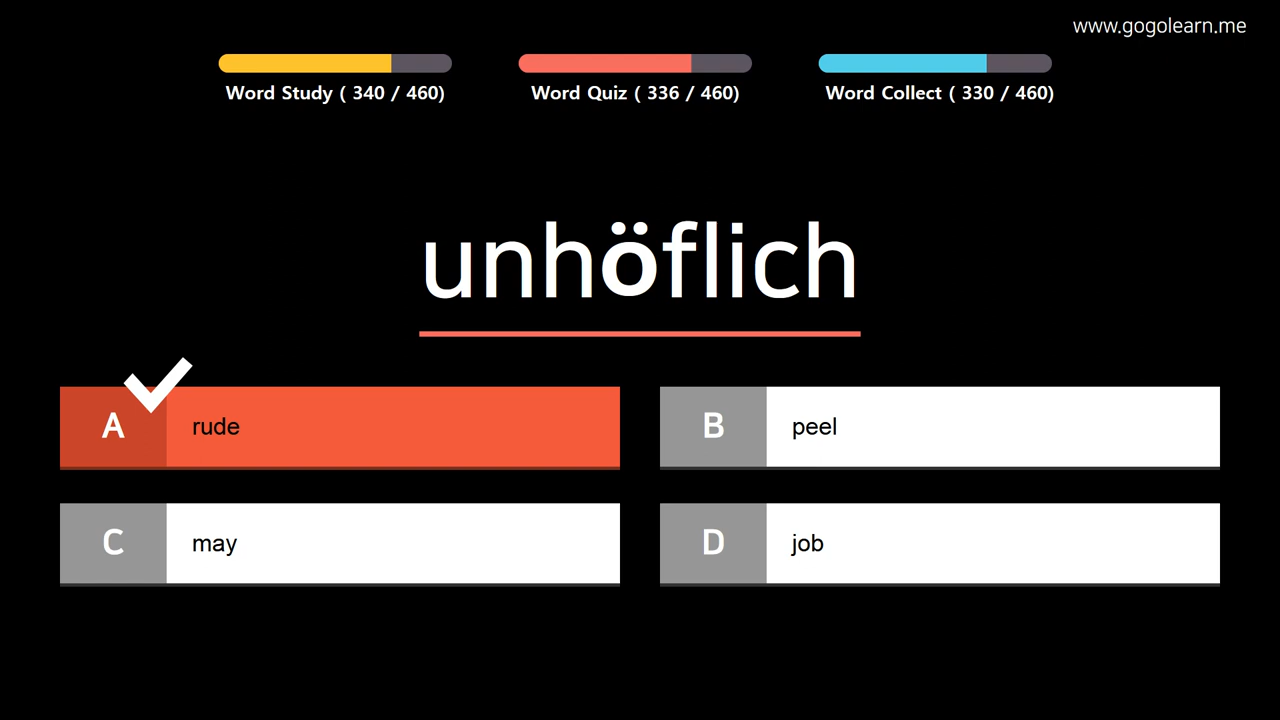 www.gogolearn.me
Word Study ( 340 / 460)
Word Quiz ( 336 / 460)
Word Collect ( 330 / 460)
unhöflich
A rude
B peel
C may
D job